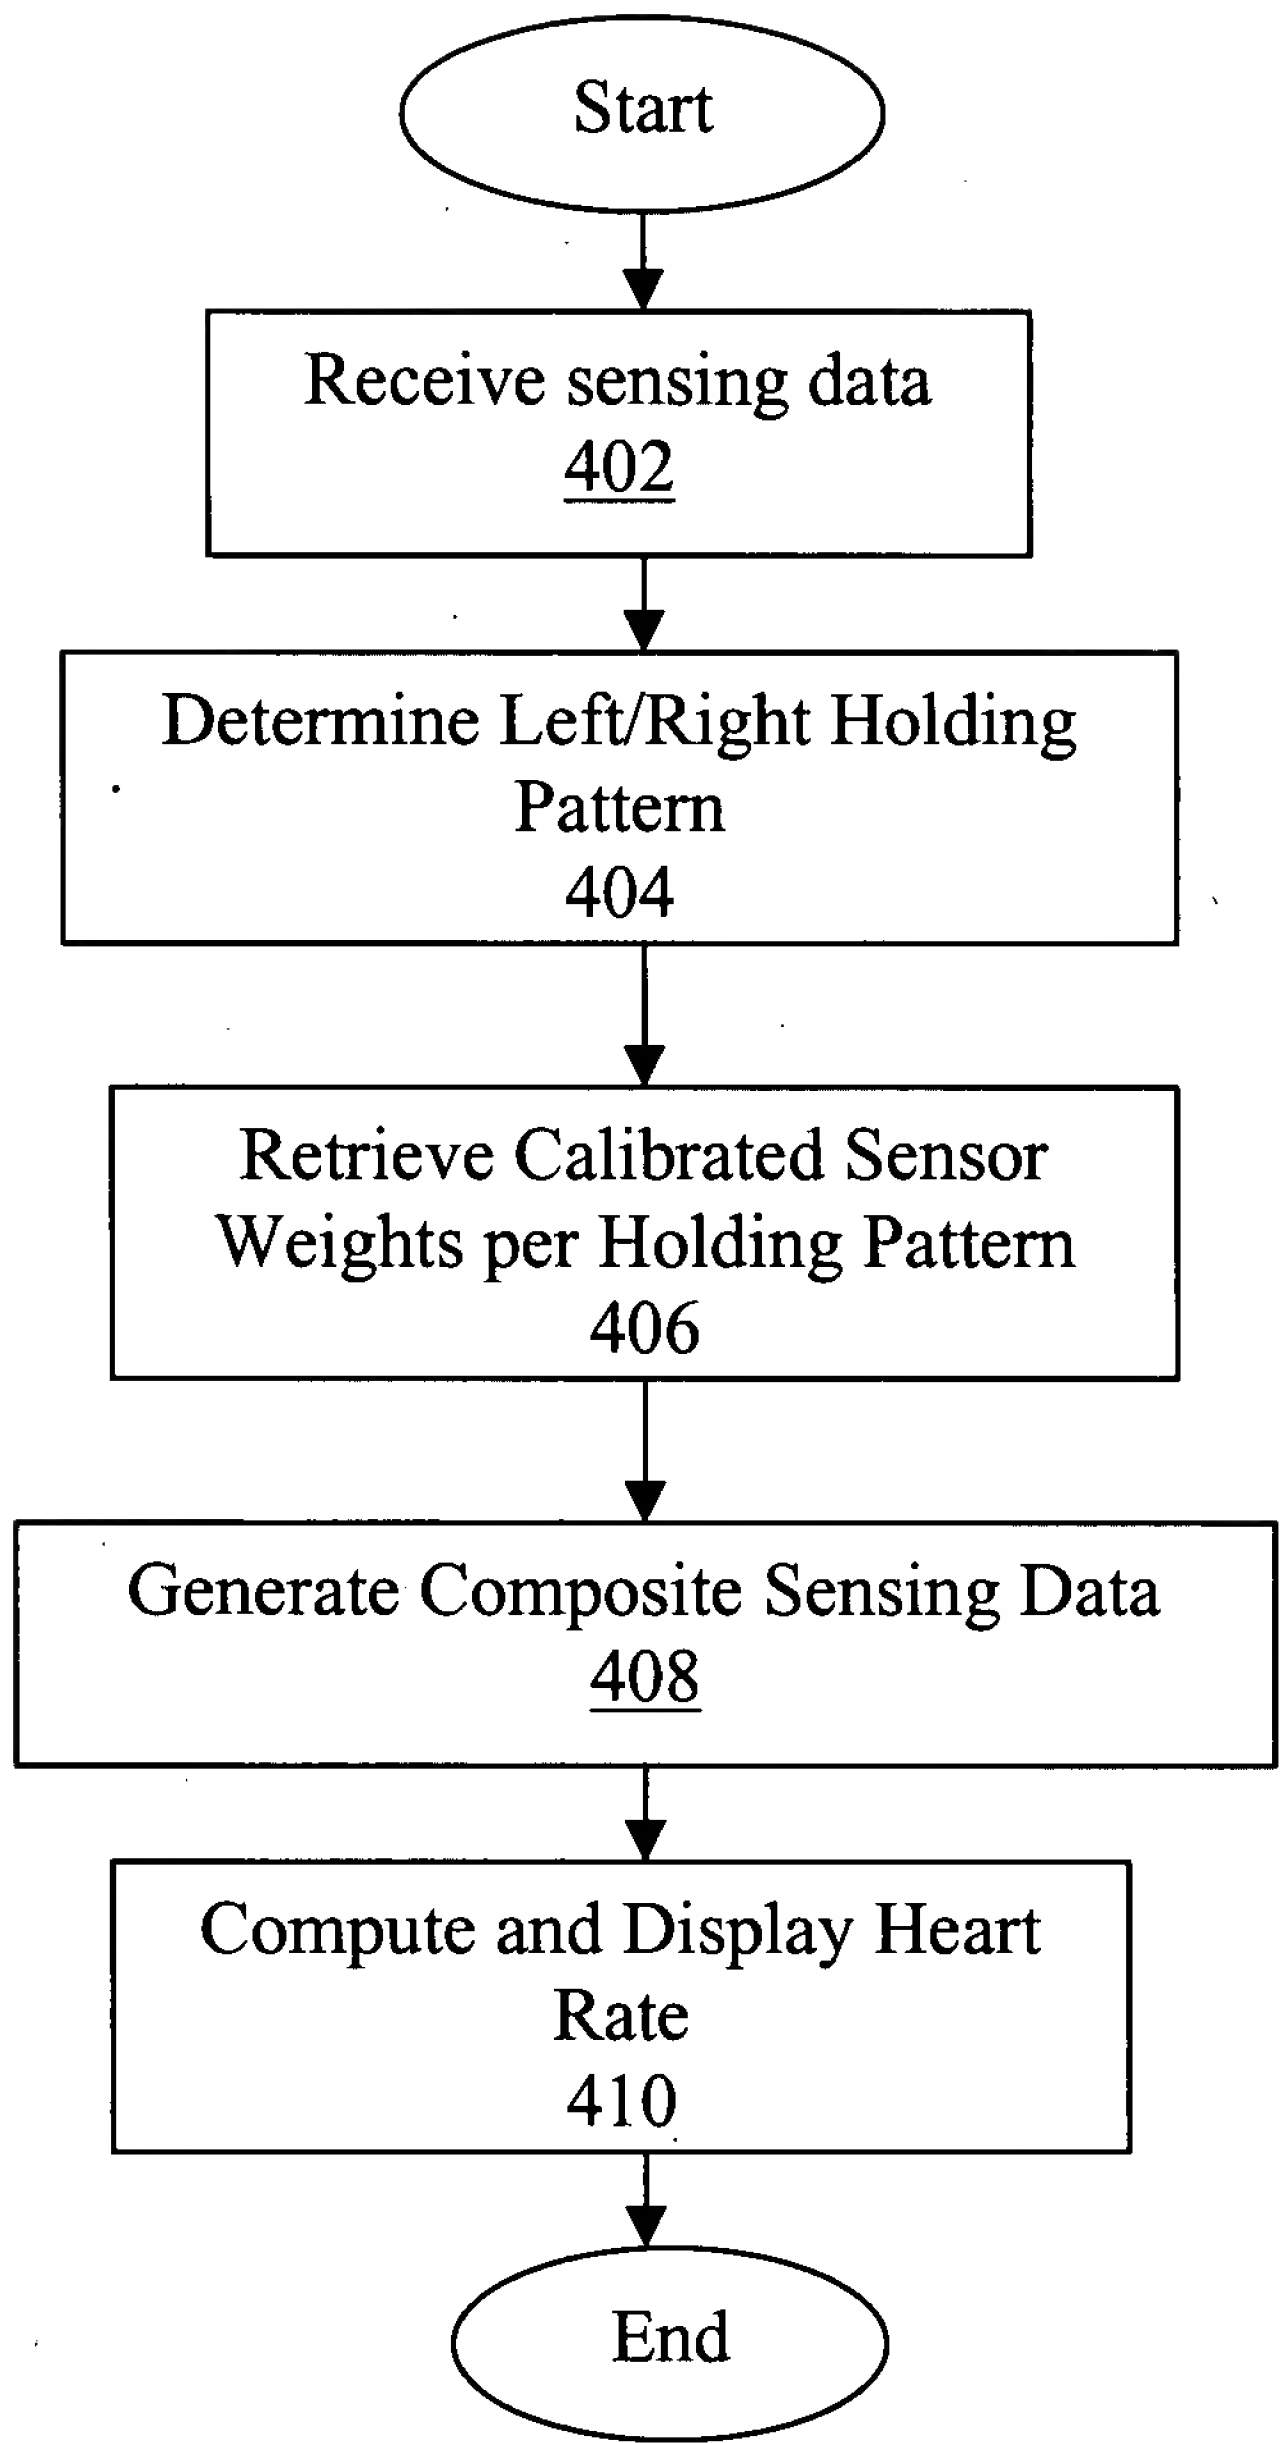 Start
Receive sensing data
402
Determine Left/Right Holding
Pattern
404
Retrieve Calibrated Sensor
Weights per Holding Pattern
406
Generate Composite Sensing Data
408
Compute and Display Heart
Rate
410
End